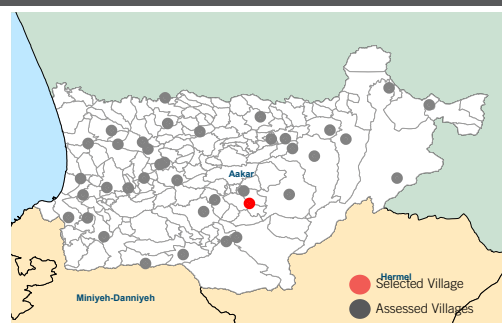 Aakar
Hermel
Selected Village
Miniyeh-Danniyeh
Assessed Villages